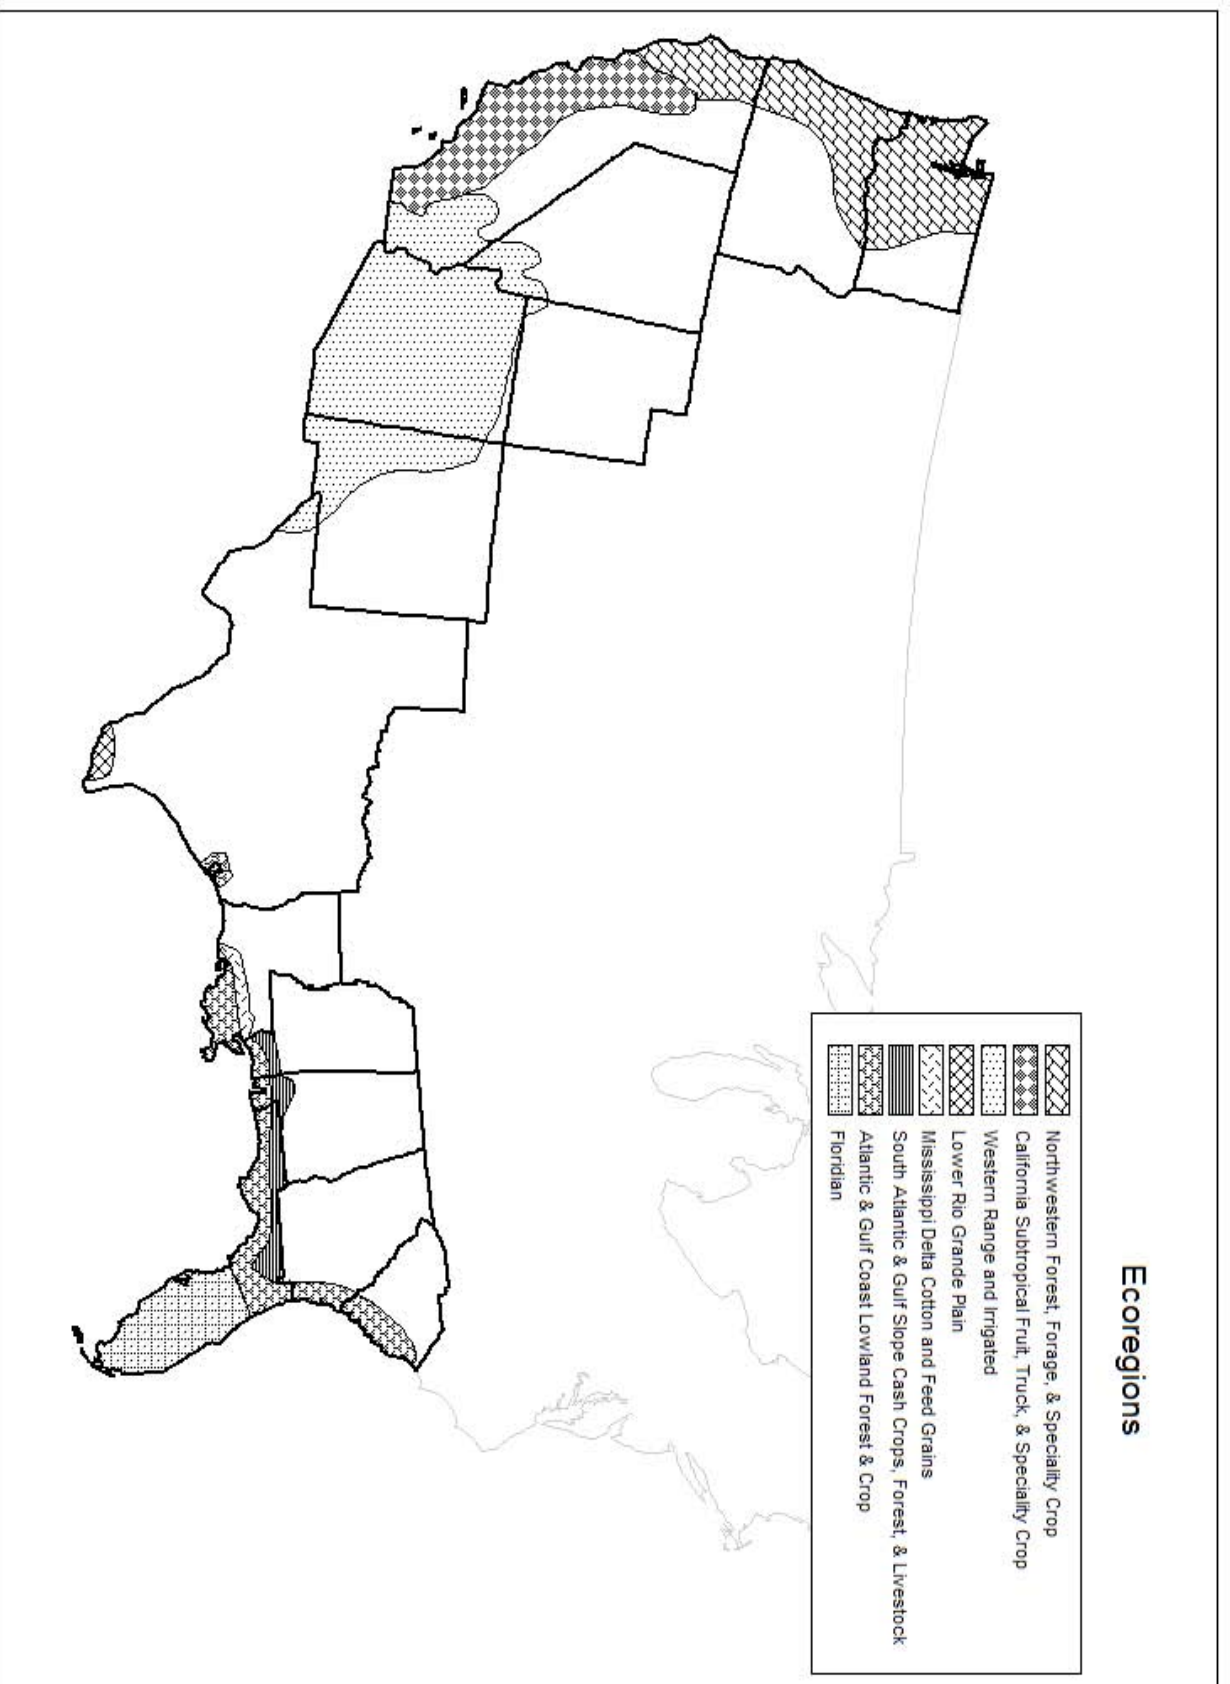 Ecoregions
Northwestern Forest, Forage, & Speciality Crop
California Subtropical Fruit, Truck, & Speciality Crop
Western Range and Irrigated
Lower Rio Grande Plain
Mississippi Delta Cotton and Feed Grains
South Atlantic & Gulf Slope Cash Crops, Forest, & Livestock
Atlantic & Gulf Coast Lowland Forest & Crop
Floridian